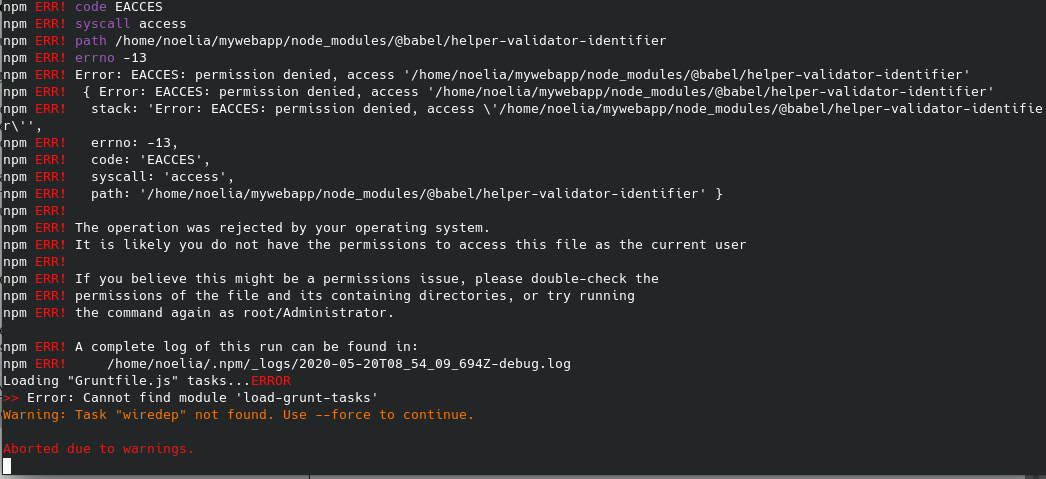 npm ERR! code EACCES
npm ERR! syscall access
npm ERR! path /home/noelia/mywebapp/node_modules/@babel/helper-validator-identifier
npm ERR! errno -13
npm ERR! Error: EACCES: permission denied, access '/home/noelia/mywebapp/node_modules/@babel/helper-validator-identifier'
npm ERR!  { Error: EACCES: permission denied, access '/home/noelia/mywebapp/node_modules/@babel/helper-validator-identifier'
npm ERR!   stack: 'Error: EACCES: permission denied, access \'/home/noelia/mywebapp/node_modules/@babel/helper-validator-identifie
r\'',
npm ERR!   errno: -13,
npm ERR!   code: 'EACCES',
npm ERR!   syscall: 'access',
npm ERR!   path: '/home/noelia/mywebapp/node_modules/@babel/helper-validator-identifier' }
npm ERR!
npm ERR! The operation was rejected by your operating system.
npm ERR! It is likely you do not have the permissions to access this file as the current user
npm ERR!
npm ERR! If you believe this might be a permissions issue, please double-check the
npm ERR! permissions of the file and its containing directories, or try running
npm ERR! the command again as root/Administrator.
npm ERR! A complete log of this run can be found in:
npm ERR!     /home/noelia/.npm/_logs/2020-05-20T08_54_09_694Z-debug.log
Loading "Gruntfile.js" tasks...ERROR
>> Error: Cannot find module 'load-grunt-tasks'
Warning: Task "wiredep" not found. Use --force to continue.
Aborted due to warnings.